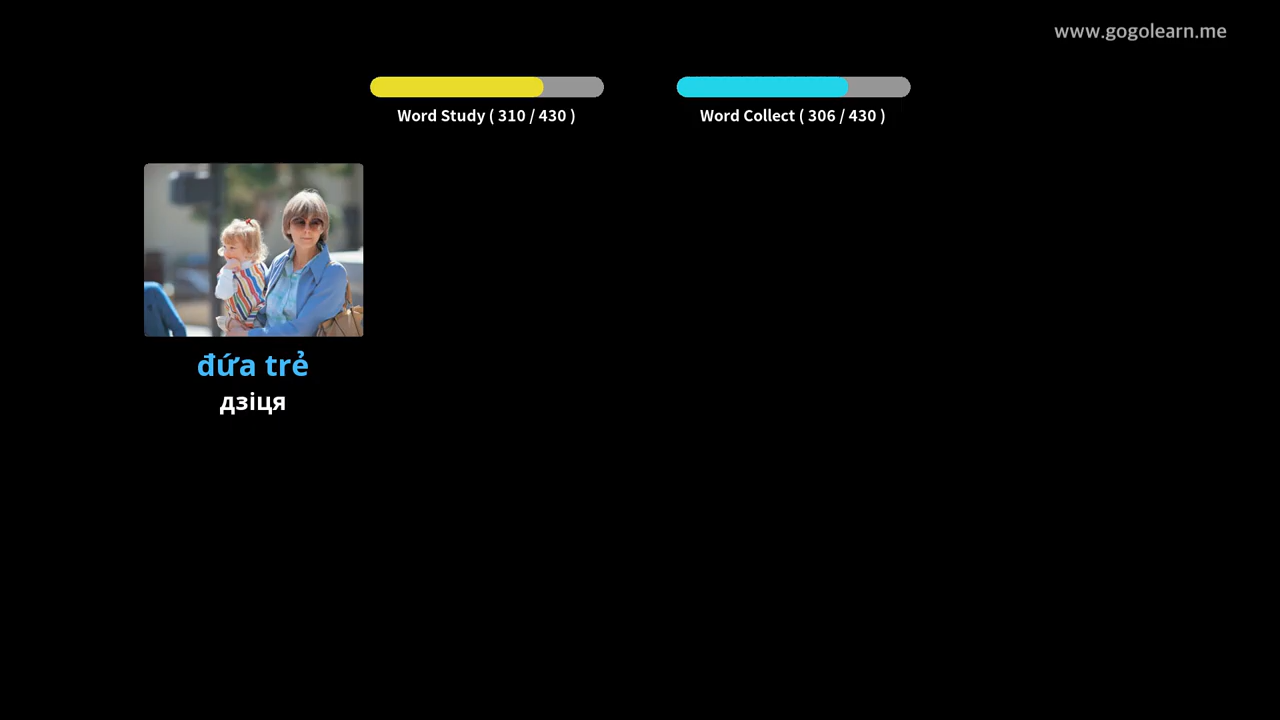 www.gogolearn.me
Word Study ( 310 / 430 )
Word Collect ( 306 / 430 )
đứa trẻ
дзіця